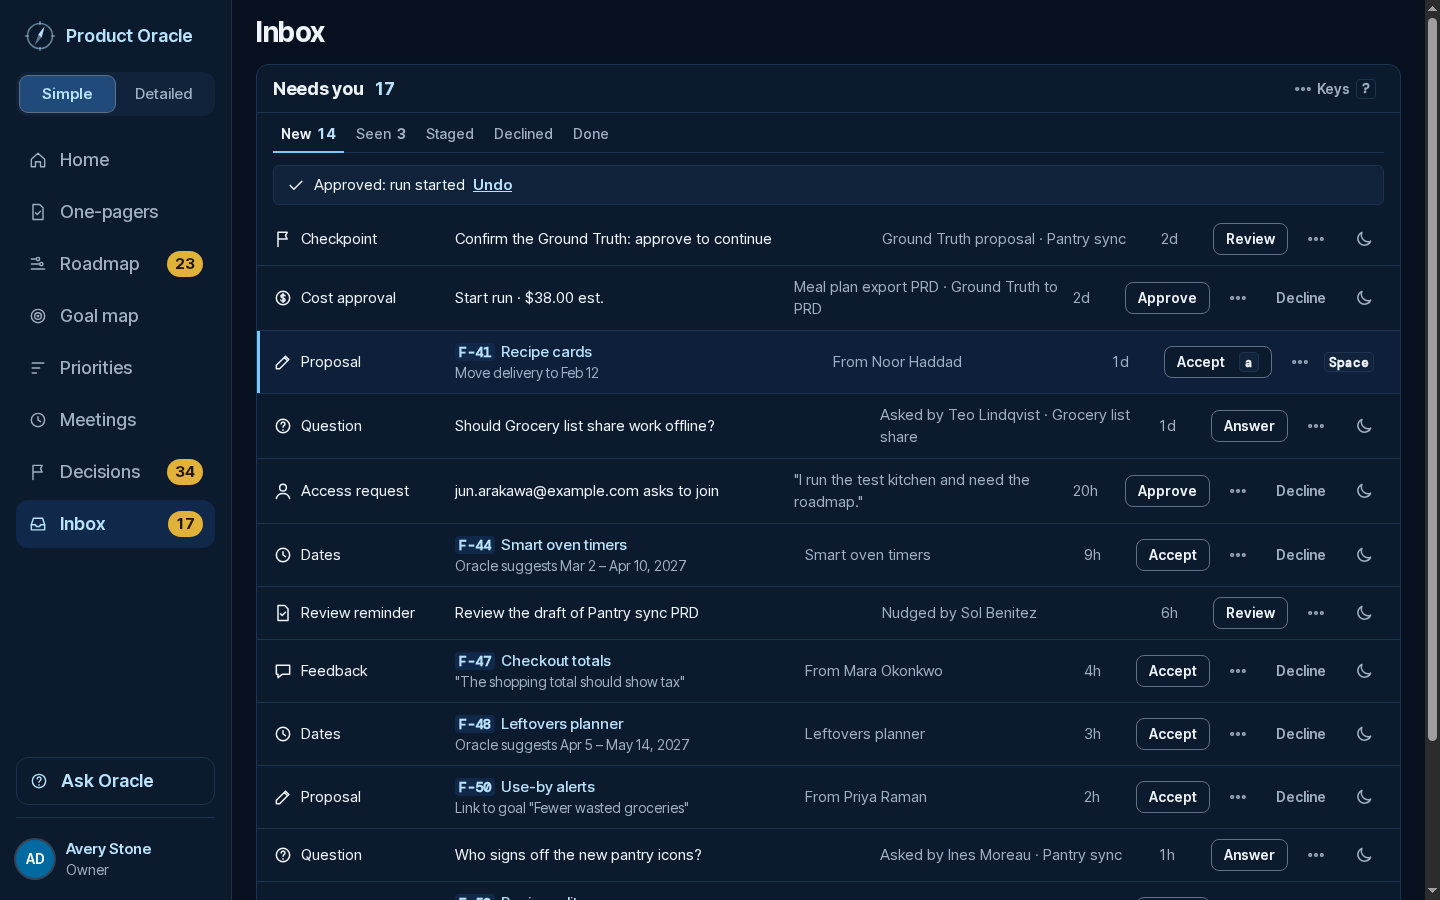 Product Oracle
Simple
Detailed
Home
One-pagers
Roadmap 23
Goal map
Priorities
Meetings
Decisions 34
Inbox 17
Ask Oracle
AD
Avery Stone
Owner
Inbox
Needs you 17
Keys ?
New 14 Seen 3 Staged Declined Done
Approved: run started Undo
Checkpoint Confirm the Ground Truth: approve to continue Ground Truth proposal · Pantry sync 2d Review
Cost approval Start run · $38.00 est. Meal plan export PRD · Ground Truth to PRD 2d Approve Decline
Proposal F-41 Recipe cards From Noor Haddad 1d Accept a Space
Move delivery to Feb 12
Question Should Grocery list share work offline? Asked by Teo Lindqvist · Grocery list share 1d Answer
Access request jun.arakawa@example.com asks to join "I run the test kitchen and need the roadmap." 20h Approve Decline
Dates F-44 Smart oven timers Smart oven timers 9h Accept Decline
Oracle suggests Mar 2 – Apr 10, 2027
Review reminder Review the draft of Pantry sync PRD Nudged by Sol Benitez 6h Review
Feedback F-47 Checkout totals From Mara Okonkwo 4h Accept Decline
"The shopping total should show tax"
Dates F-48 Leftovers planner Leftovers planner 3h Accept Decline
Oracle suggests Apr 5 – May 14, 2027
Proposal F-50 Use-by alerts From Priya Raman 2h Accept Decline
Link to goal "Fewer wasted groceries"
Question Who signs off the new pantry icons? Asked by Ines Moreau · Pantry sync 1h Answer